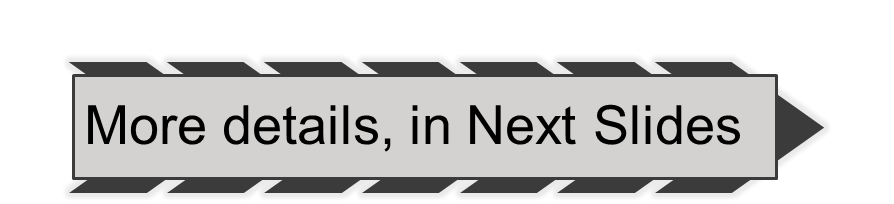 More details, in Next Slides